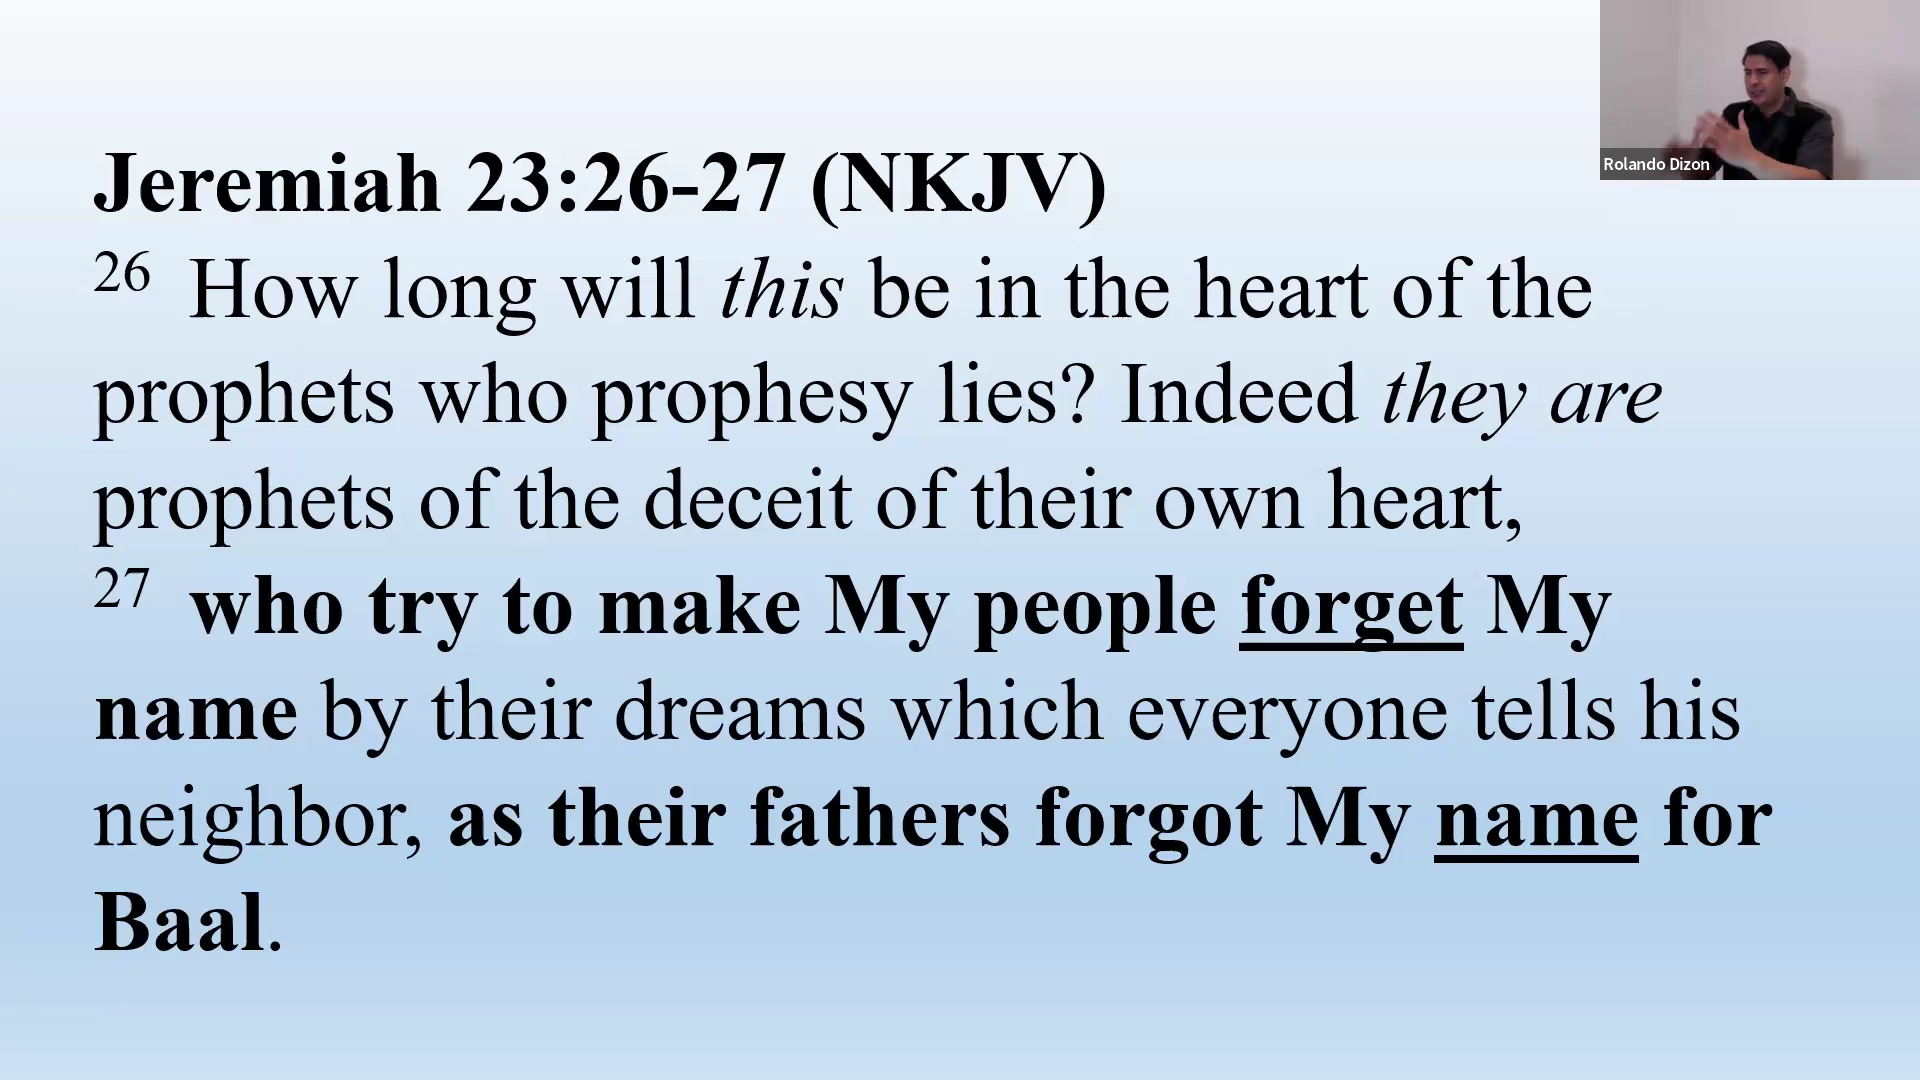 Rolando Dizon
Jeremiah 23:26-27 (NKJV)
26 How long will this be in the heart of the
prophets who prophesy lies? Indeed they are
prophets of the deceit of their own heart,
27 who try to make My people forget My
name by their dreams which everyone tells his
neighbor, as their fathers forgot My name for
Baal.